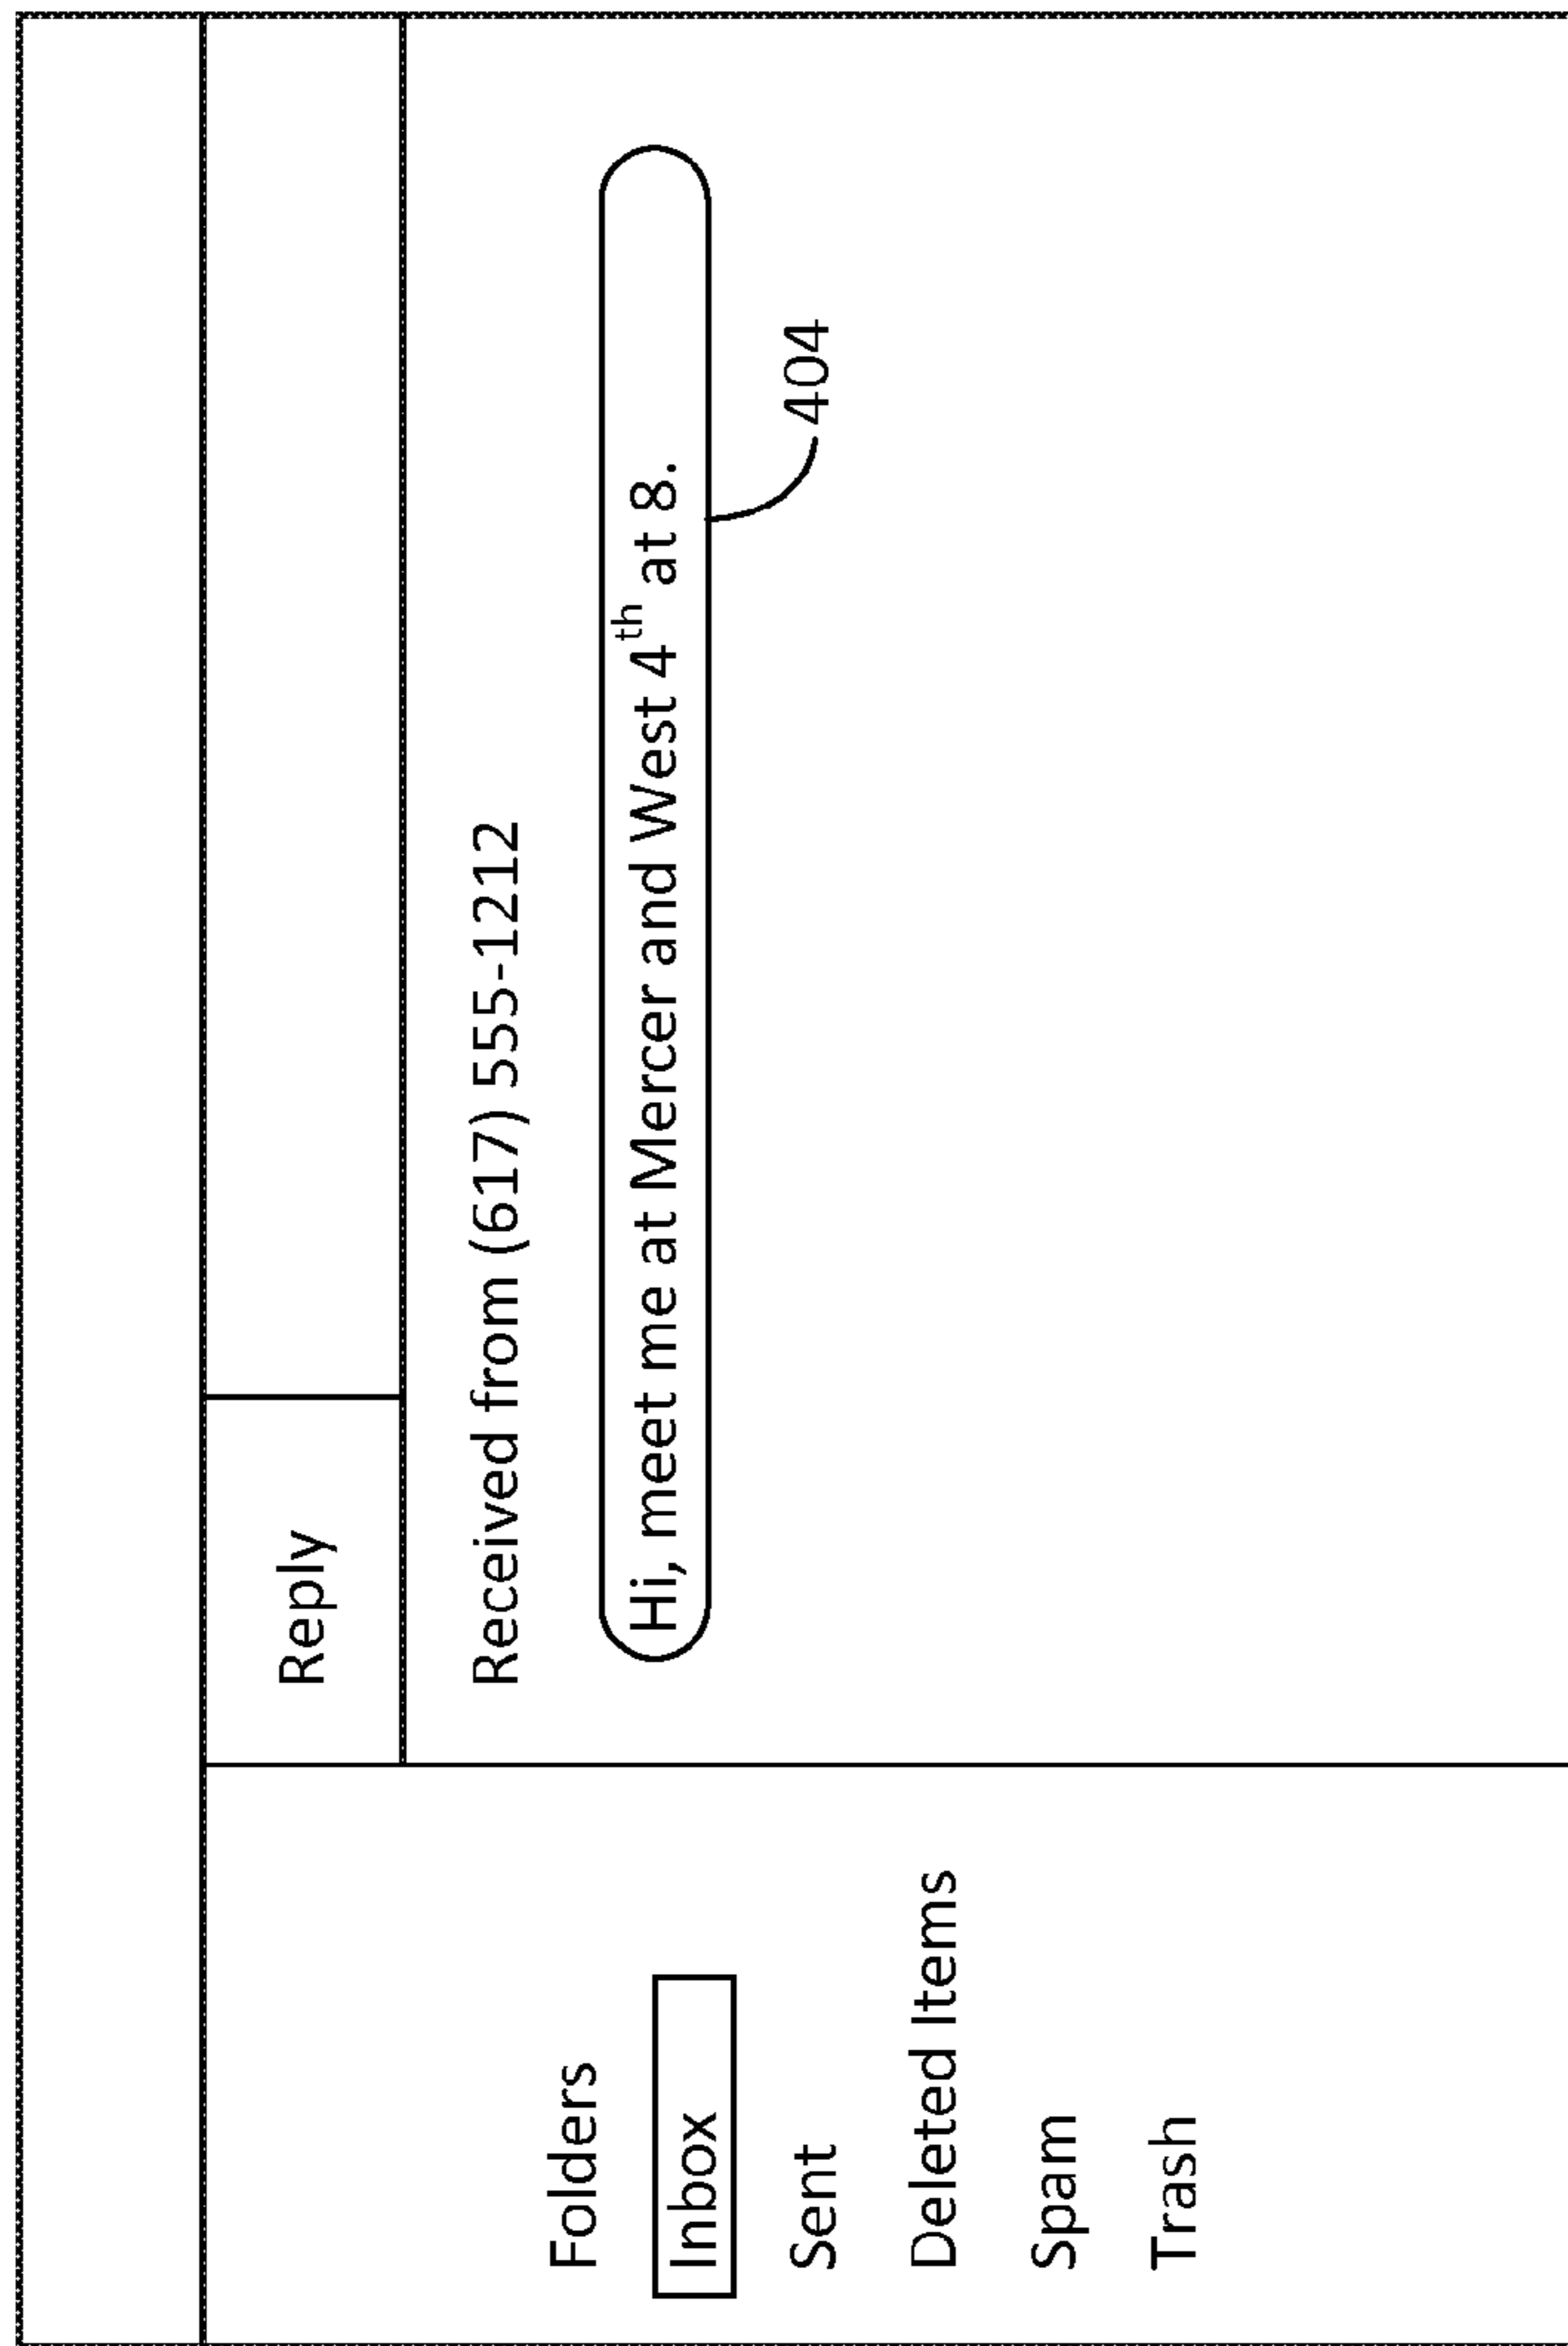 Reply
Received from (617) 555-1212
Hi, meet me at Mercer and West 4th at 8.
404
Folders
Inbox
Sent
Deleted Items
Spam
Trash